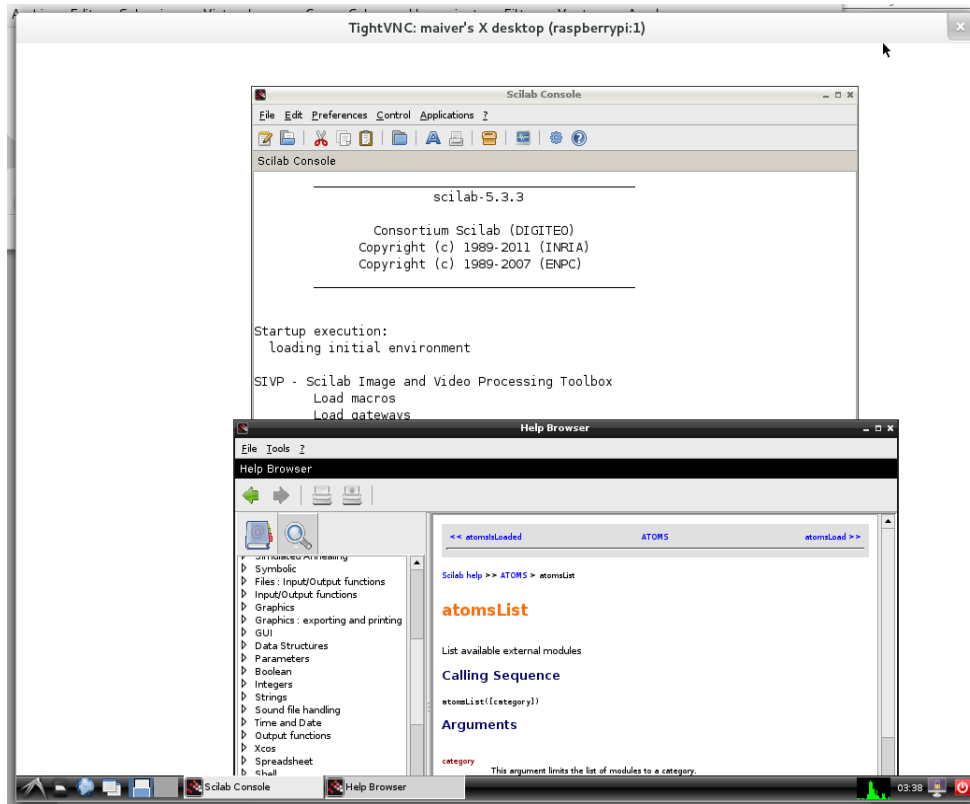 TightVNC: maiver's X desktop (raspberrypi:1)
Scilab Console
File Edit Preferences Control Applications ?
Scilab Console
scilab-5.3.3
Consortium Scilab (DIGITEO)
Copyright (c) 1989-2011 (INRIA)
Copyright (c) 1989-2007 (ENPC)
Startup execution:
loading initial environment
SIVP - Scilab Image and Video Processing Toolbox
Load macros
Load gateways
Help Browser
File Tools ?
Help Browser
Simulated Annealing
Symbolic
Files : Input/Output functions
Input/Output functions
Graphics
Graphics : exporting and printing
GUI
Data Structures
Parameters
Boolean
Integers
Strings
Sound file handling
Time and Date
Output functions
Xcos
Spreadsheet
Shell
<< atomsIsLoaded ATOMS atomsLoad >>
Scilab help >> ATOMS > atomsList
atomsList
List available external modules
Calling Sequence
atomsList([category])
Arguments
category
This argument limits the list of modules to a category.
Scilab Console Help Browser 03:38